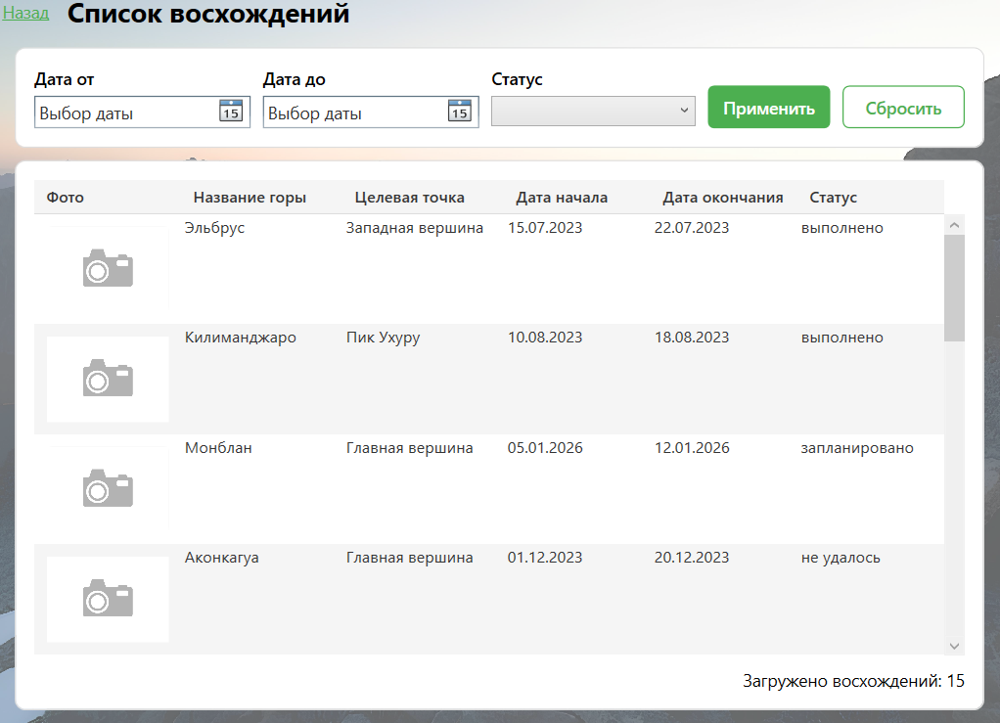 Назад Список восхождений
Дата от Дата до Статус
Выбор даты 15 Выбор даты 15 Применить Сбросить
Фото Название горы Целевая точка Дата начала Дата окончания Статус
Эльбрус Западная вершина 15.07.2023 22.07.2023 выполнено
Килиманджаро Пик Ухуру 10.08.2023 18.08.2023 выполнено
Монблан Главная вершина 05.01.2026 12.01.2026 запланировано
Аконкагуа Главная вершина 01.12.2023 20.12.2023 не удалось
Загружено восхождений: 15